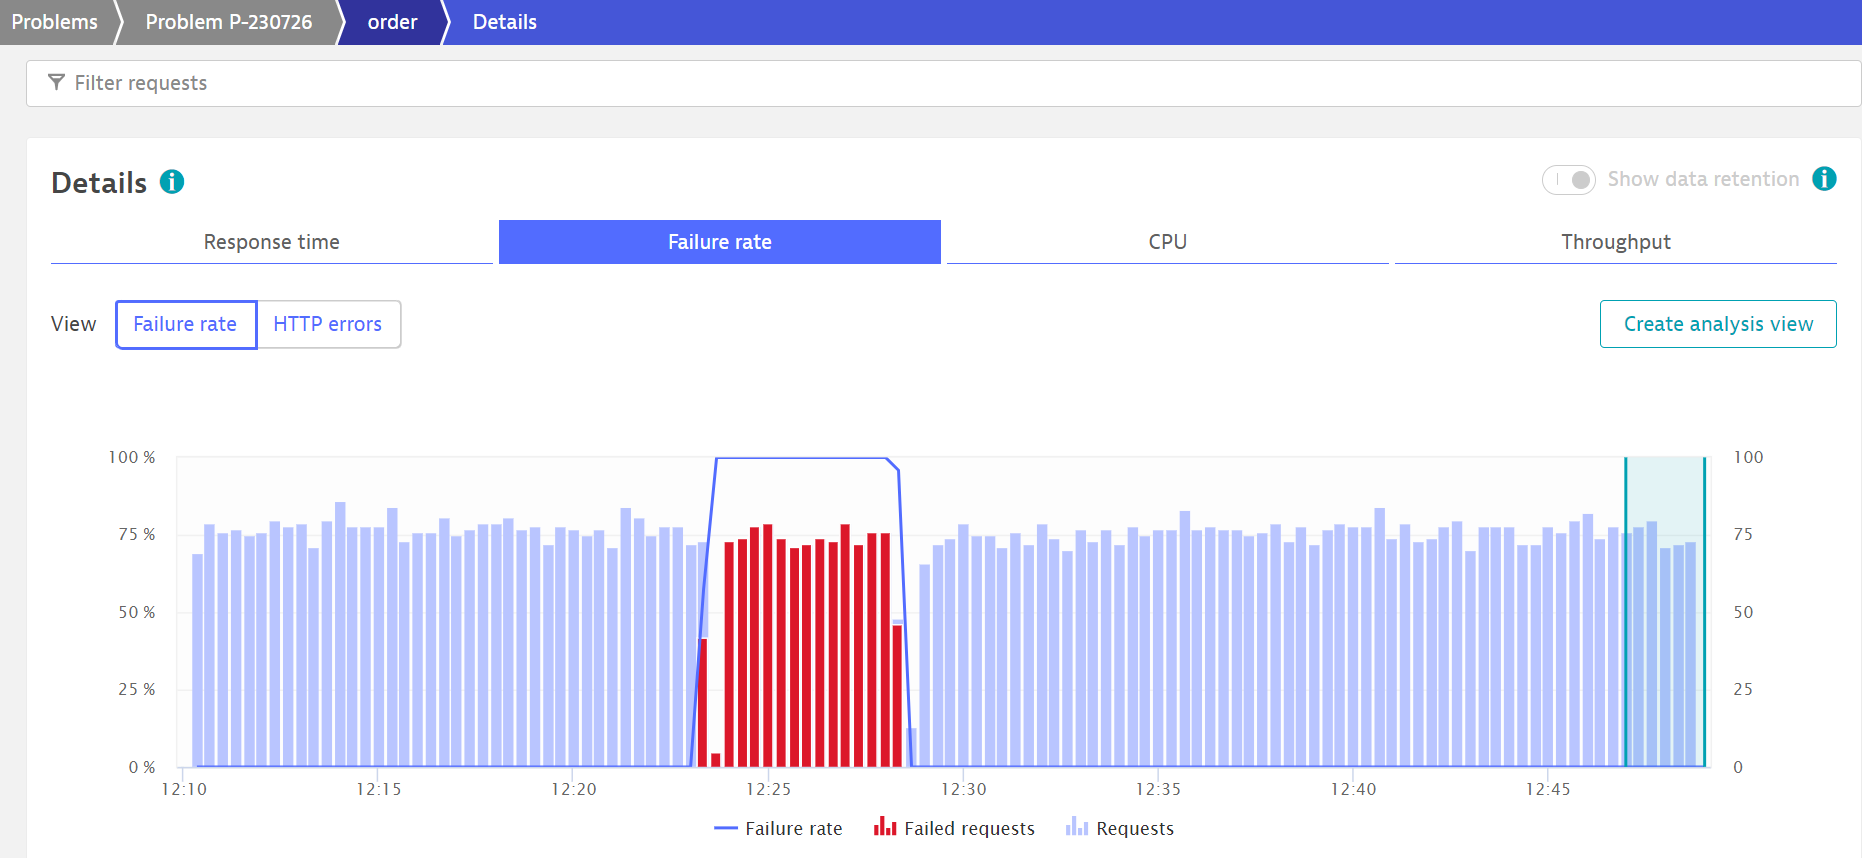 Problems Problem P-230726 order Details
Filter requests
Details
Show data retention
Response time Failure rate CPU Throughput
View Failure rate HTTP errors Create analysis view
100 % 100
75 % 75
50 % 50
25 % 25
0 % 0
12:10 12:15 12:20 12:25 12:30 12:35 12:40 12:45
Failure rate Failed requests Requests